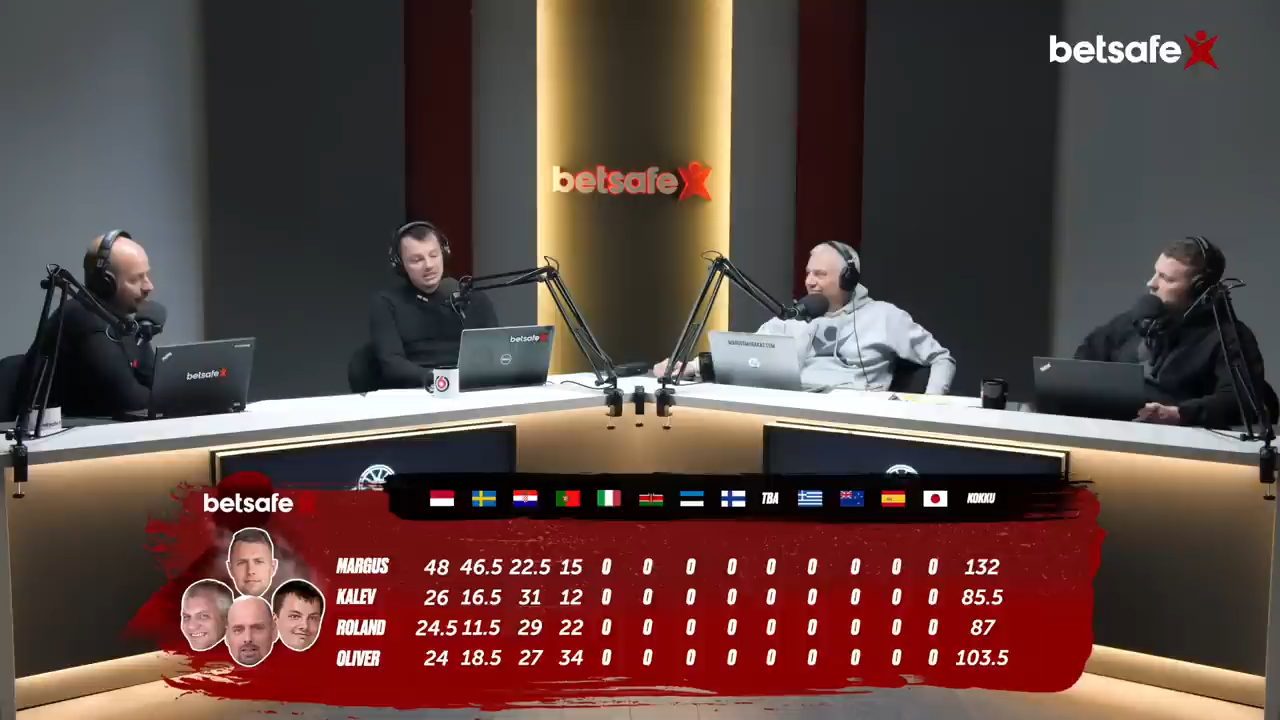 betsafe
betsafe
betsafe
betsafe
betsafe
TBA KOKKU
MARGUS 48 46.5 22.5 15 0 0 0 0 0 0 0 0 0 132
KALEV 26 16.5 31 12 0 0 0 0 0 0 0 0 0 85.5
ROLAND 24.5 11.5 29 22 0 0 0 0 0 0 0 0 0 87
OLIVER 24 18.5 27 34 0 0 0 0 0 0 0 0 0 103.5